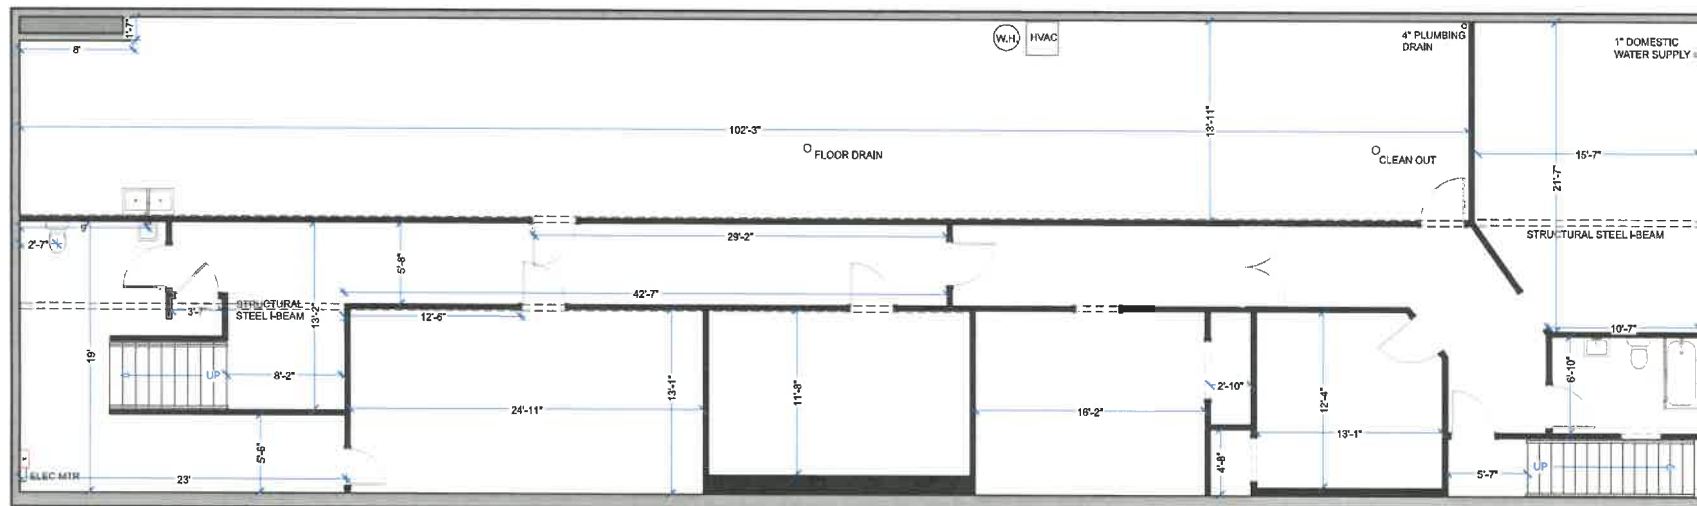 1'-7"
8'
W.H.
HVAC
4" PLUMBING
DRAIN
1" DOMESTIC
WATER SUPPLY
102'-3"
13'-11"
FLOOR DRAIN
CLEAN OUT
15'-7"
21'-7"
2'-7"
29'-2"
STRUCTURAL STEEL I-BEAM
5'-8"
42'-7"
STRUCTURAL
STEEL I-BEAM
13'-2"
12'-6"
10'-7"
19'
UP
8'-2"
6'-10"
2'-10"
24'-11"
13'-1"
11'-8"
16'-2"
12'-4"
13'-1"
5'-6"
4'-8"
ELEC MTR
23'
5'-7"
UP